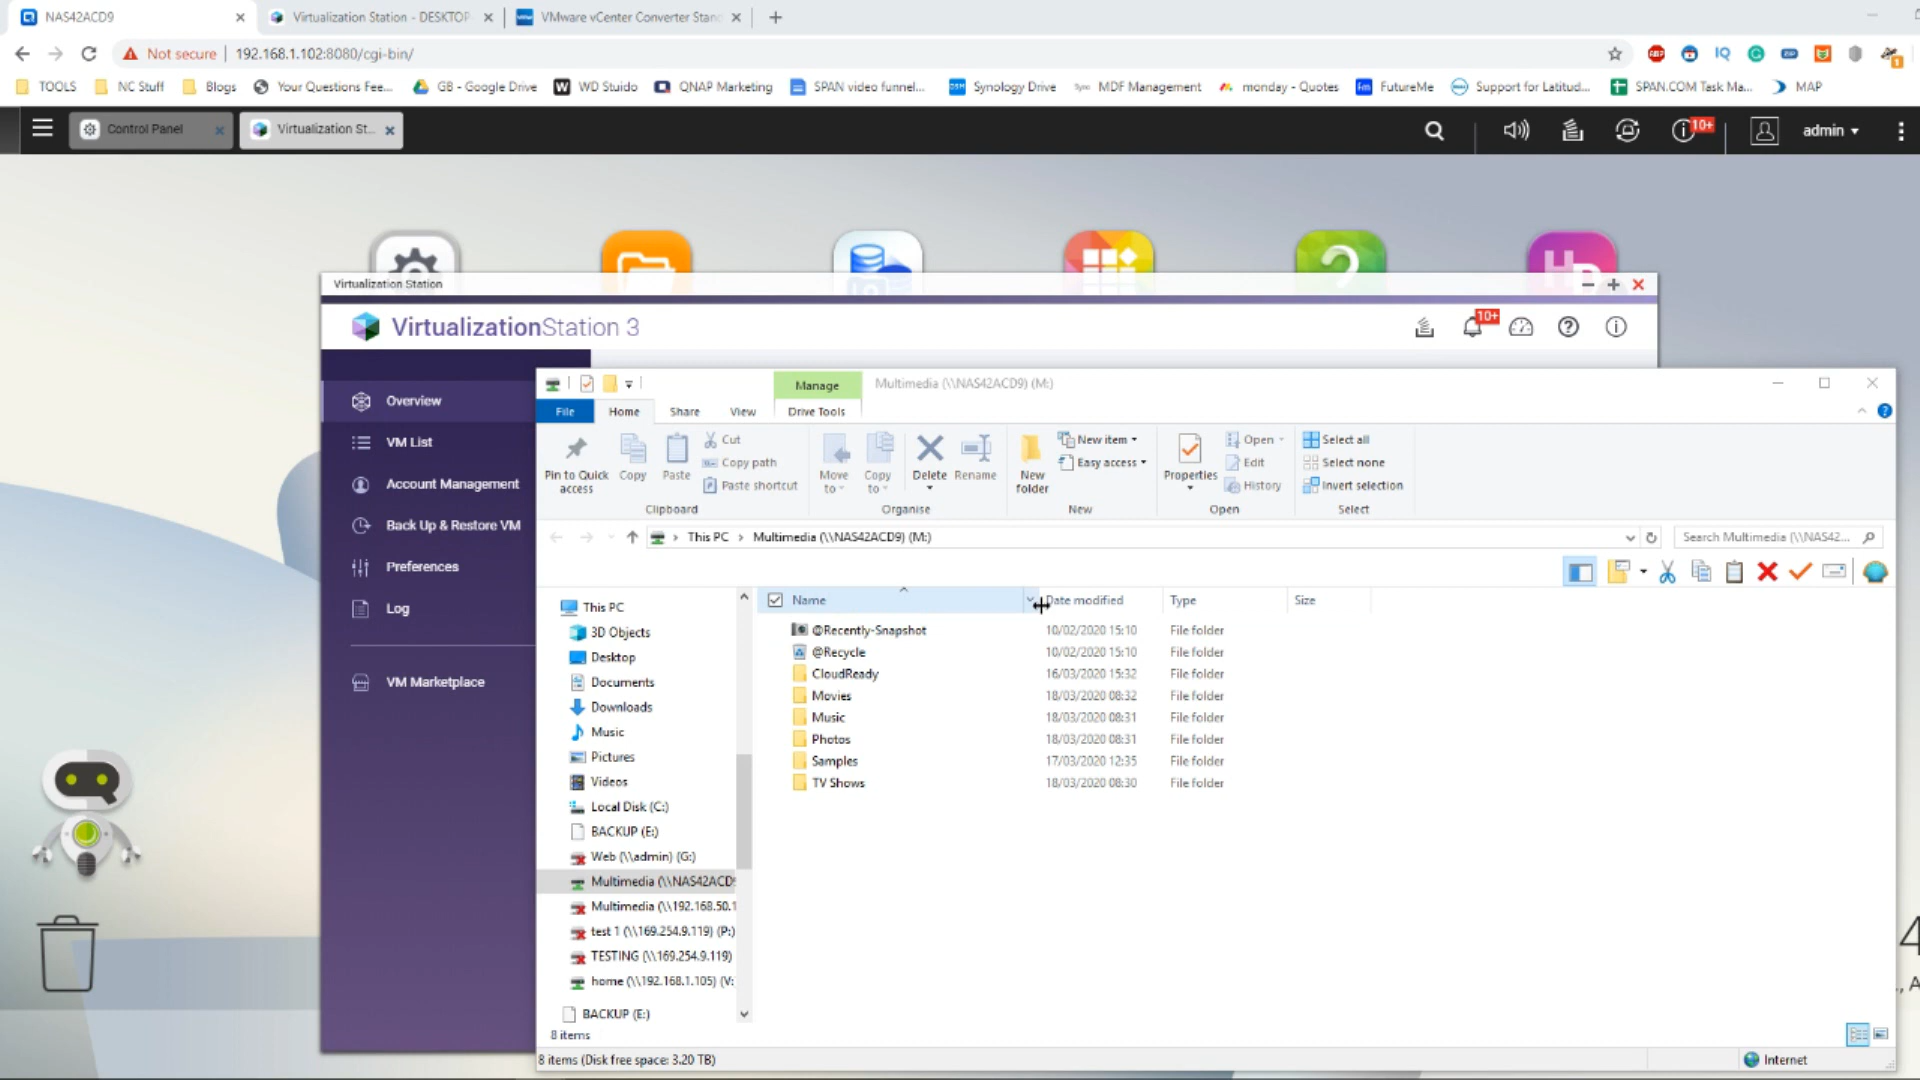 NAS42ACD9
Virtualization Station - DESKTOP
VMware vCenter Converter Stan
Not secure
192.168.1.102:8080/cgi-bin/
TOOLS
NC Stuff
Blogs
Your Questions Fee...
GB - Google Drive
WD Stuido
QNAP Marketing
SPAN video funnel...
Synology Drive
MDF Management
monday - Quotes
FutureMe
Support for Latitud...
SPAN.COM Task Ma...
MAP
Control Panel
Virtualization St...
10+
admin
Virtualization Station
VirtualizationStation 3
10+
Overview
VM List
Account Management
Back Up & Restore VM
Preferences
Log
VM Marketplace
Manage
Multimedia (\\NAS42ACD9) (M:)
File
Home
Share
View
Drive Tools
Pin to Quick access
Copy
Paste
Cut
Copy path
Paste shortcut
Clipboard
Move to
Copy to
Delete
Rename
Organise
New folder
New item
Easy access
New
Properties
Open
Edit
History
Open
Select all
Select none
Invert selection
Select
This PC > Multimedia (\\NAS42ACD9) (M:)
Search Multimedia (\\NAS42...
This PC
3D Objects
Desktop
Documents
Downloads
Music
Pictures
Videos
Local Disk (C:)
BACKUP (E:)
Web (\\admin) (G:)
Multimedia (\\NAS42ACD9
Multimedia (\\192.168.50.1
test 1 (\\169.254.9.119) (P:)
TESTING (\\169.254.9.119)
home (\\192.168.1.105) (V:
BACKUP (E:)
Name Date modified Type Size
@Recently-Snapshot 10/02/2020 15:10 File folder
@Recycle 10/02/2020 15:10 File folder
CloudReady 16/03/2020 15:32 File folder
Movies 18/03/2020 08:32 File folder
Music 18/03/2020 08:31 File folder
Photos 18/03/2020 08:31 File folder
Samples 17/03/2020 12:35 File folder
TV Shows 18/03/2020 08:30 File folder
8 items
8 items (Disk free space: 3.20 TB)
Internet